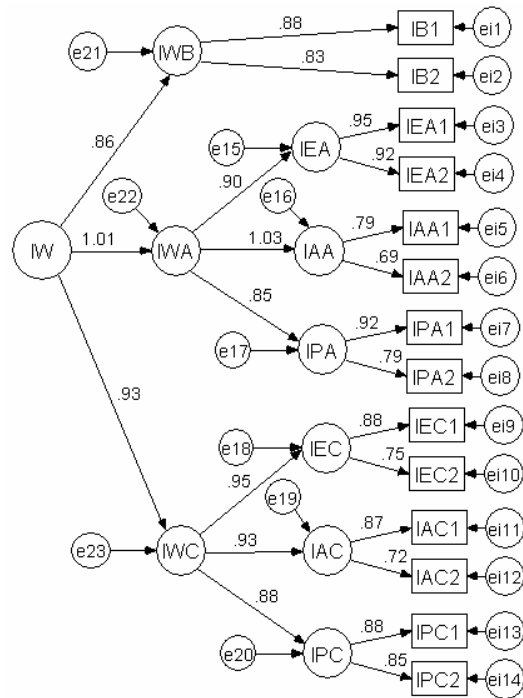 .88 IB1 ei1
e21 IWB
.83 IB2 ei2
.95 IEA1 ei3
.86 e15 IEA
.92 IEA2 ei4
.90
e22 e16
.79 IAA1 ei5
IW 1.01 IWA 1.03 IAA
.69 IAA2 ei6
.85
.92 IPA1 ei7
e17 IPA
.79 IPA2 ei8
.93
.88 IEC1 ei9
e18 IEC
.75 IEC2 ei10
.95
e19
.87 IAC1 ei11
e23 IWC .93 IAC
.72 IAC2 ei12
.88
.88 IPC1 ei13
e20 IPC
.85 IPC2 ei14